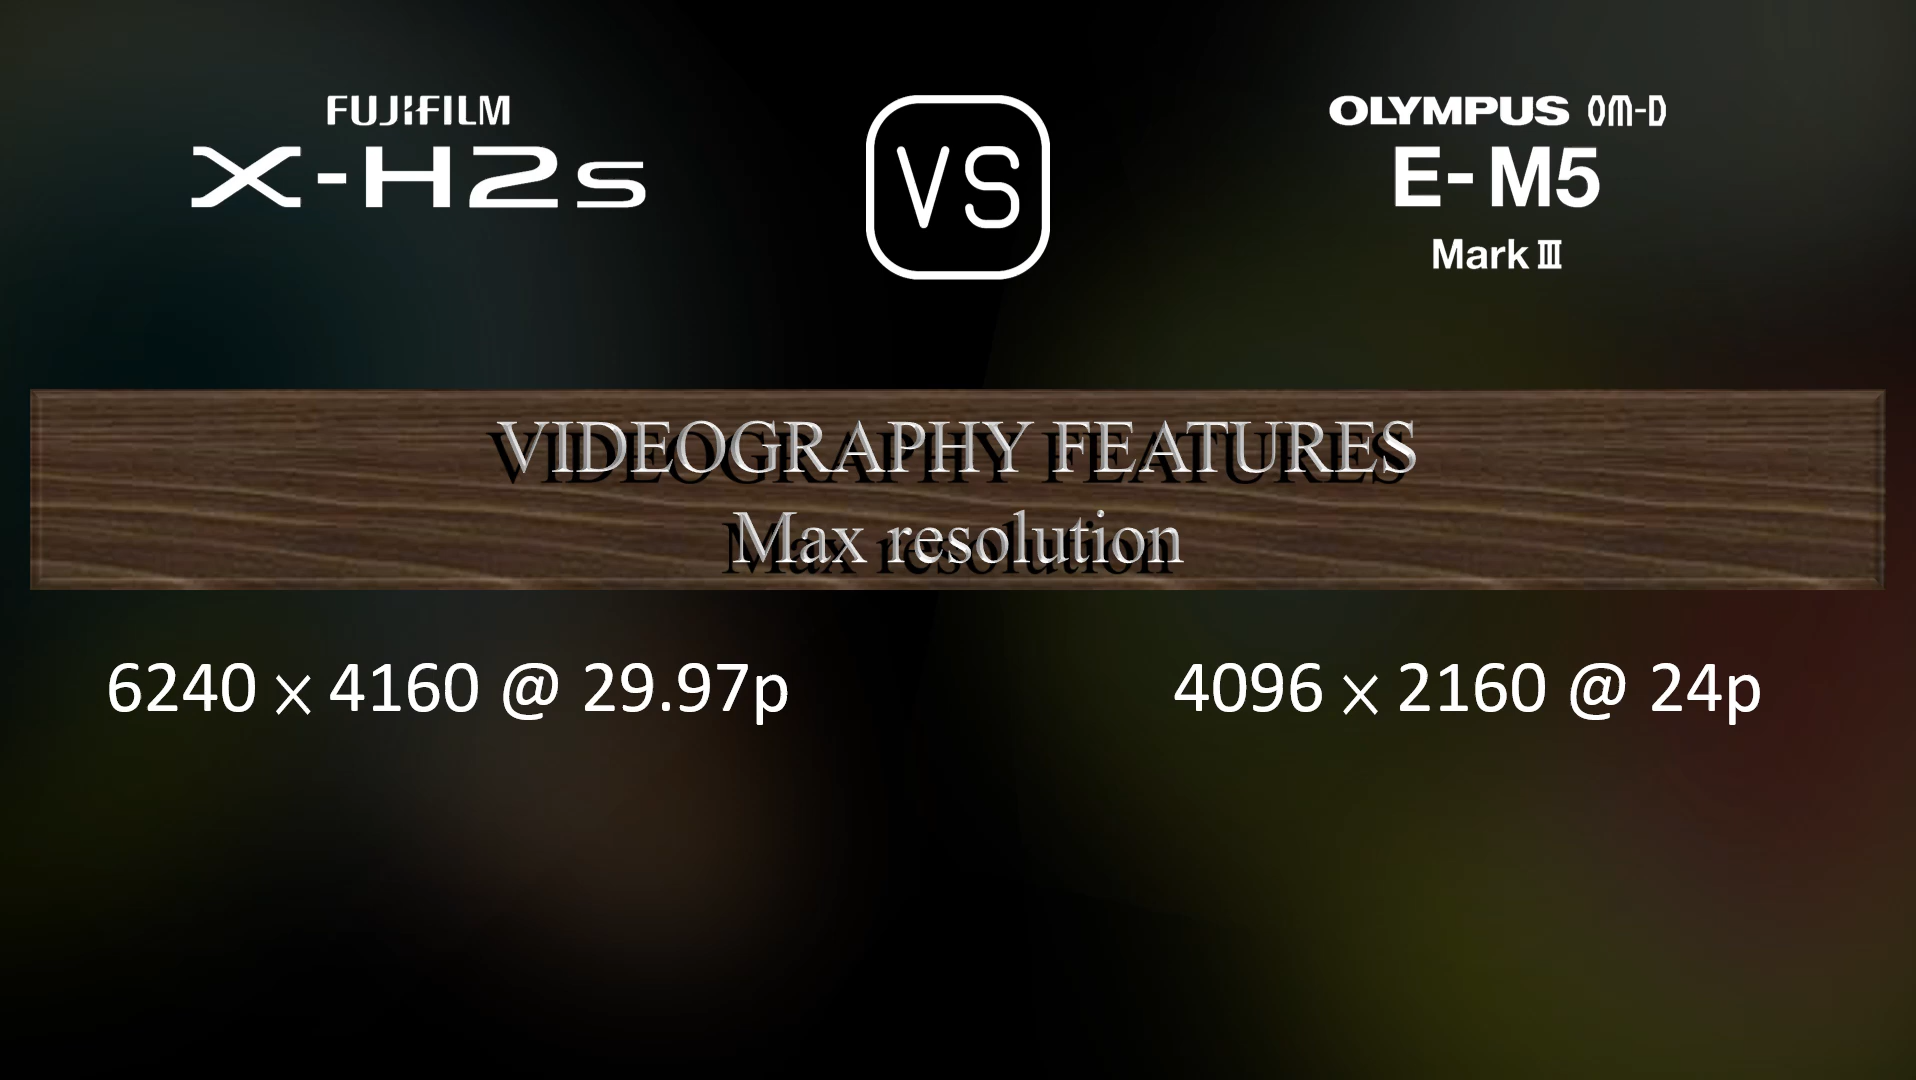 FUJIFILM
X-H2S
VS
OLYMPUS OM-D
E-M5
Mark III
VIDEOGRAPHY FEATURES
Max resolution
6240 x 4160 @ 29.97p
4096 x 2160 @ 24p